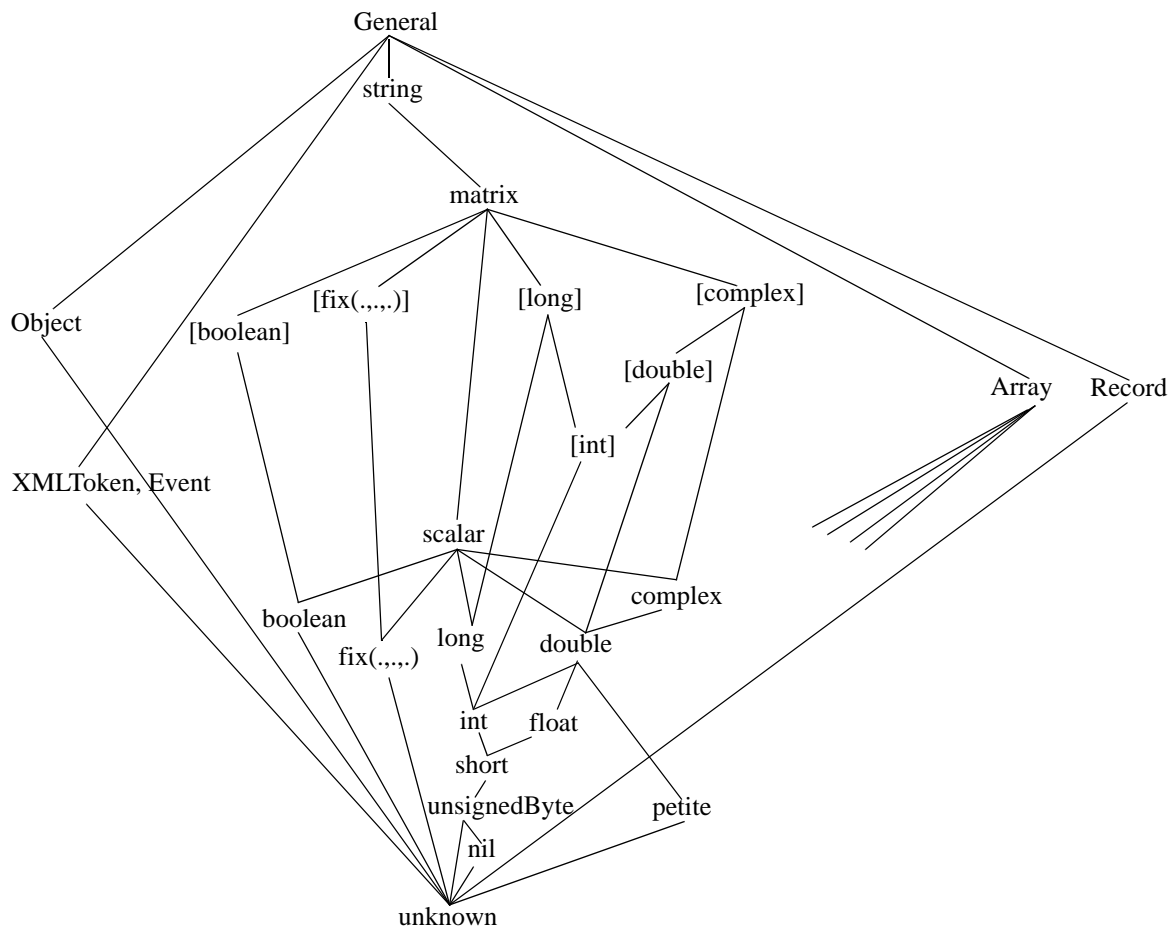 General
string
matrix
[fix(.,.,.)]
[long]
[complex]
Object
[boolean]
[double]
Array
Record
[int]
XMLToken, Event
scalar
boolean
complex
fix(.,.,.)
long
double
int
float
short
unsignedByte
petite
nil
unknown